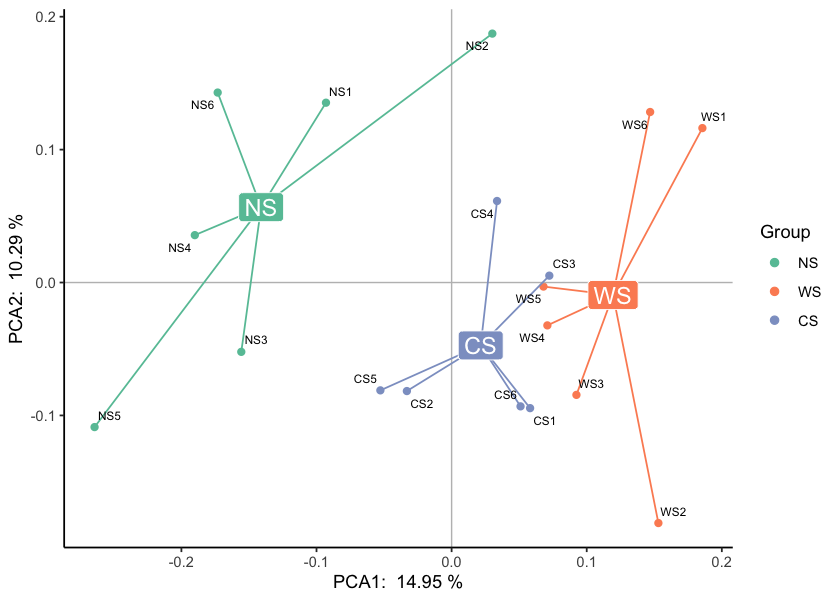 0.2
NS2
NS6
NS1
WS6
WS1
0.1
NS
CS4
Group
NS4
CS3
NS
0.0
WS5
WS
WS
PCA2:  10.29 %
WS4
CS
CS
NS3
CS5
CS2
CS6
WS3
-0.1
NS5
CS1
WS2
-0.2
-0.1
0.0
0.1
0.2
PCA1:  14.95 %